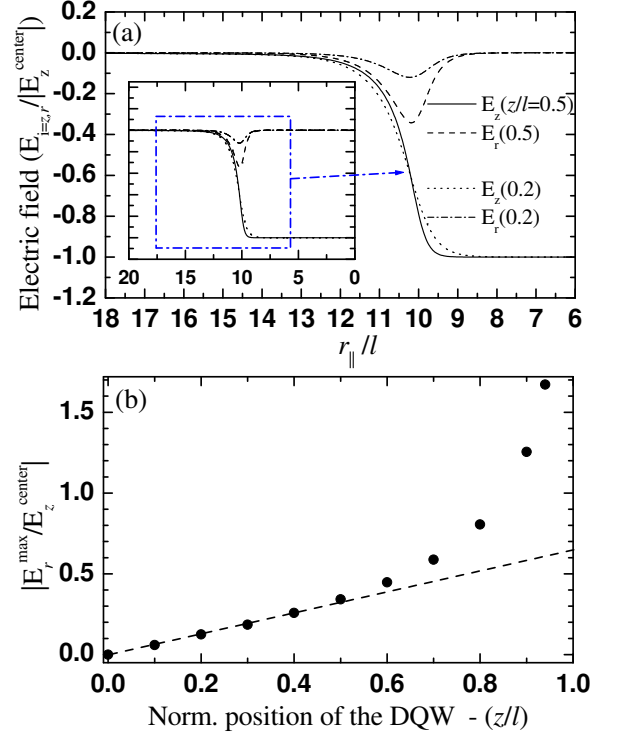 (a)
Electric field (E_{i=z,r}/|E_z^{center}|)
0.0
-0.2
-0.4
-0.6
-0.8
-1.0
-1.2
E_z(z/l=0.5)
E_r(0.5)
E_z(0.2)
E_r(0.2)
20 15 10 5 0
18 17 16 15 14 13 12 11 10 9 8 7 6
r_∥/l
(b)
|E_r^{max}/E_z^{center}|
1.5
1.0
0.5
0.0
0.0 0.2 0.4 0.6 0.8 1.0
Norm. position of the DQW - (z/l)